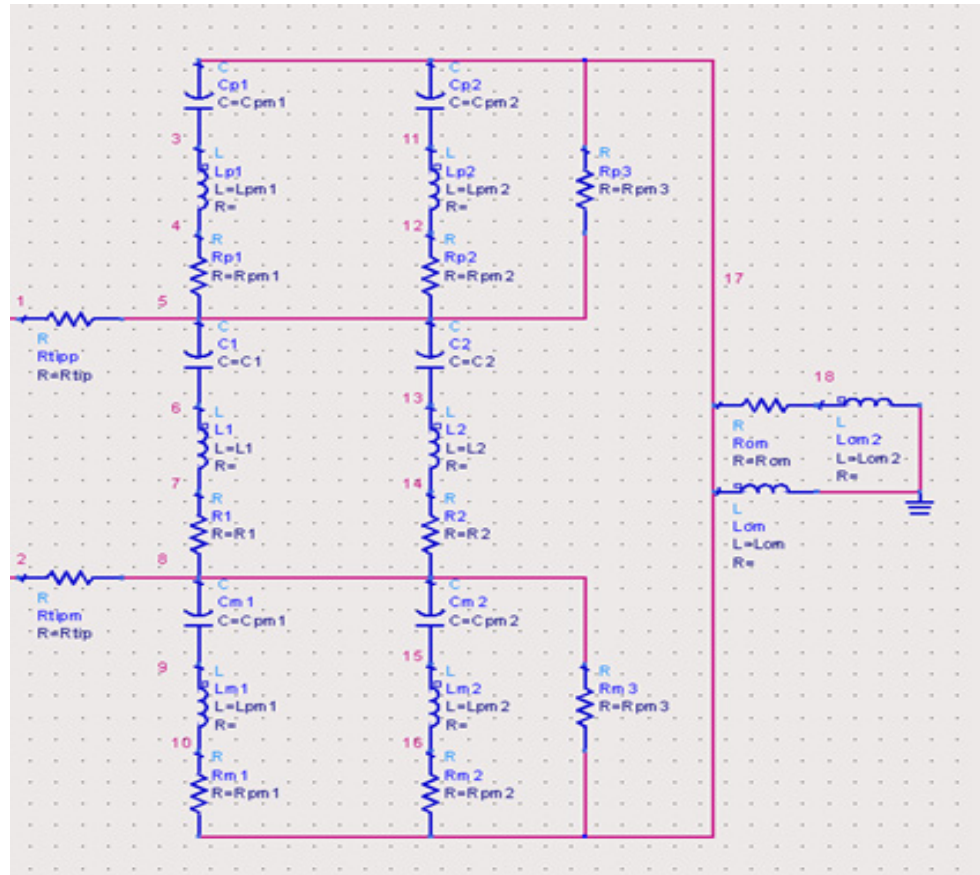 C
Cp1
C=Cpm1
C
Cp2
C=Cpm2
3
11
L
Lp1
L=Lpm1
R=
L
Lp2
L=Lpm2
R=
R
Rp3
R=Rpm3
4
12
R
Rp1
R=Rpm1
R
Rp2
R=Rpm2
17
1
5
R
Rtipp
R=Rtip
C
C1
C=C1
C
C2
C=C2
6
13
18
L
L1
L=L1
R=
L
L2
L=L2
R=
R
Rom
R=Rom
L
Lom2
L=Lom2
R=
7
14
R
R1
R=R1
R
R2
R=R2
L
Lom
L=Lom
R=
2
8
R
Rtipm
R=Rtip
C
Cm1
C=Cpm1
C
Cm2
C=Cpm2
9
15
L
Lm1
L=Lpm1
R=
L
Lm2
L=Lpm2
R=
R
Rm3
R=Rpm3
10
16
R
Rm1
R=Rpm1
R
Rm2
R=Rpm2